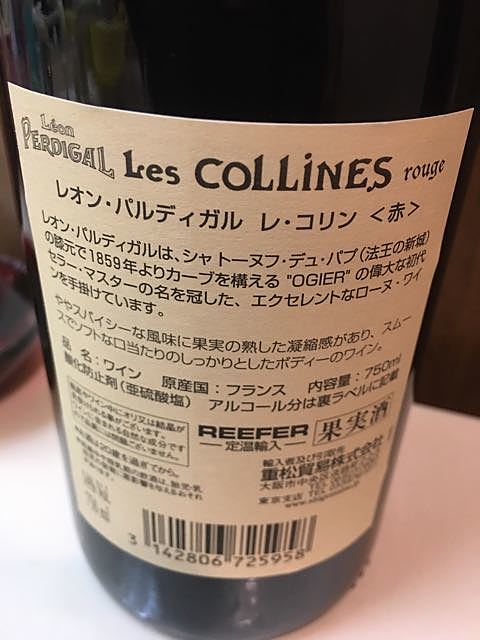 Léon
PERDIGAL Les COLLINES rouge
レオン・パルディガル レ・コリン <赤>
レオン・パルディガルは、シャトーヌフ・デュ・パプ(法王の新城)
の膝元で1859年よりカーブを構える "OGIER" の偉大な初代
セラー・マスターの名を冠した、エクセレントなローヌ・ワイ
ンを手掛けています。
ややスパイシーな風味に果実の熟した凝縮感があり、スムー
スでソフトな口当たりのしっかりとしたボディーのワイン。
品 名:ワイン 原産国:フランス 内容量:750ml
酸化防止剤(亜硫酸塩) アルコール分は裏ラベルに記載
REEFER 果実酒
定温輸入
輸入者及び引取先
重松貿易株式会社
大阪市中央区
東京支店 TEL
3 142806 725958